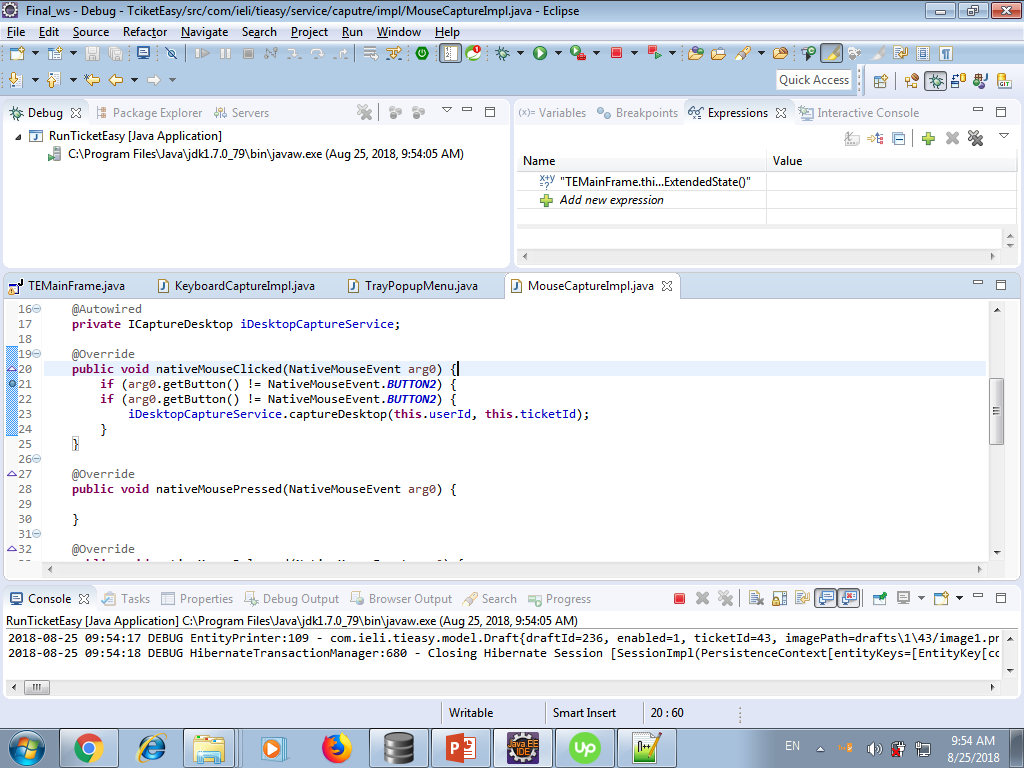 Final_ws - Debug - TciketEasy/src/com/ieli/tieasy/service/caputre/impl/MouseCaptureImpl.java - Eclipse
File Edit Source Refactor Navigate Search Project Run Window Help
Quick Access
Debug Package Explorer Servers
RunTicketEasy [Java Application]
C:\Program Files\Java\jdk1.7.0_79\bin\javaw.exe (Aug 25, 2018, 9:54:05 AM)
(x)= Variables Breakpoints Expressions Interactive Console
Name Value
"TEMainFrame.thi...ExtendedState()"
Add new expression
TEMainFrame.java KeyboardCaptureImpl.java TrayPopupMenu.java MouseCaptureImpl.java
16 @Autowired
17 private ICaptureDesktop iDesktopCaptureService;
18
19 @Override
20 public void nativeMouseClicked(NativeMouseEvent arg0) {
21 if (arg0.getButton() != NativeMouseEvent.BUTTON2) {
22 if (arg0.getButton() != NativeMouseEvent.BUTTON2) {
23 iDesktopCaptureService.captureDesktop(this.userId, this.ticketId);
24 }
25 }
26
27 @Override
28 public void nativeMousePressed(NativeMouseEvent arg0) {
29
30 }
31
32 @Override
Console Tasks Properties Debug Output Browser Output Search Progress
RunTicketEasy [Java Application] C:\Program Files\Java\jdk1.7.0_79\bin\javaw.exe (Aug 25, 2018, 9:54:05 AM)
2018-08-25 09:54:17 DEBUG EntityPrinter:109 - com.ieli.tieasy.model.Draft{draftId=236, enabled=1, ticketId=43, imagePath=drafts\1\43/image1.pr
2018-08-25 09:54:18 DEBUG HibernateTransactionManager:680 - Closing Hibernate Session [SessionImpl(PersistenceContext[entityKeys=[EntityKey[cc
Writable Smart Insert 20 : 60
Java EE IDE
up
EN
9:54 AM
8/25/2018